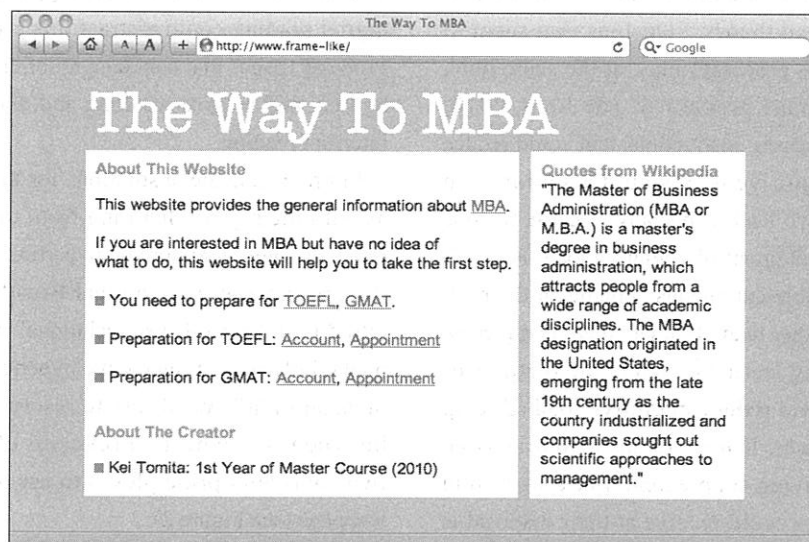 The Way To MBA
A A + http://www.frame-like/ Google
The Way To MBA
About This Website
This website provides the general information about MBA.
If you are interested in MBA but have no idea of
what to do, this website will help you to take the first step.
You need to prepare for TOEFL, GMAT.
Preparation for TOEFL: Account, Appointment
Preparation for GMAT: Account, Appointment
About The Creator
Kei Tomita: 1st Year of Master Course (2010)
Quotes from Wikipedia
"The Master of Business
Administration (MBA or
M.B.A.) is a master's
degree in business
administration, which
attracts people from a
wide range of academic
disciplines. The MBA
designation originated in
the United States,
emerging from the late
19th century as the
country industrialized and
companies sought out
scientific approaches to
management."